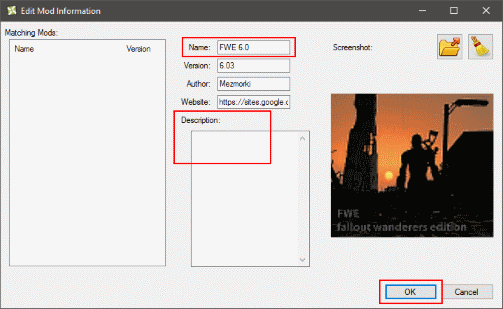 Edit Mod Information
Matching Mods:
Name Version
Name: FWE 6.0
Version: 6.03
Author: Mezmorki
Website: https://sites.google.c
Description:
Screenshot:
FWE
fallout wanderers edition
OK Cancel